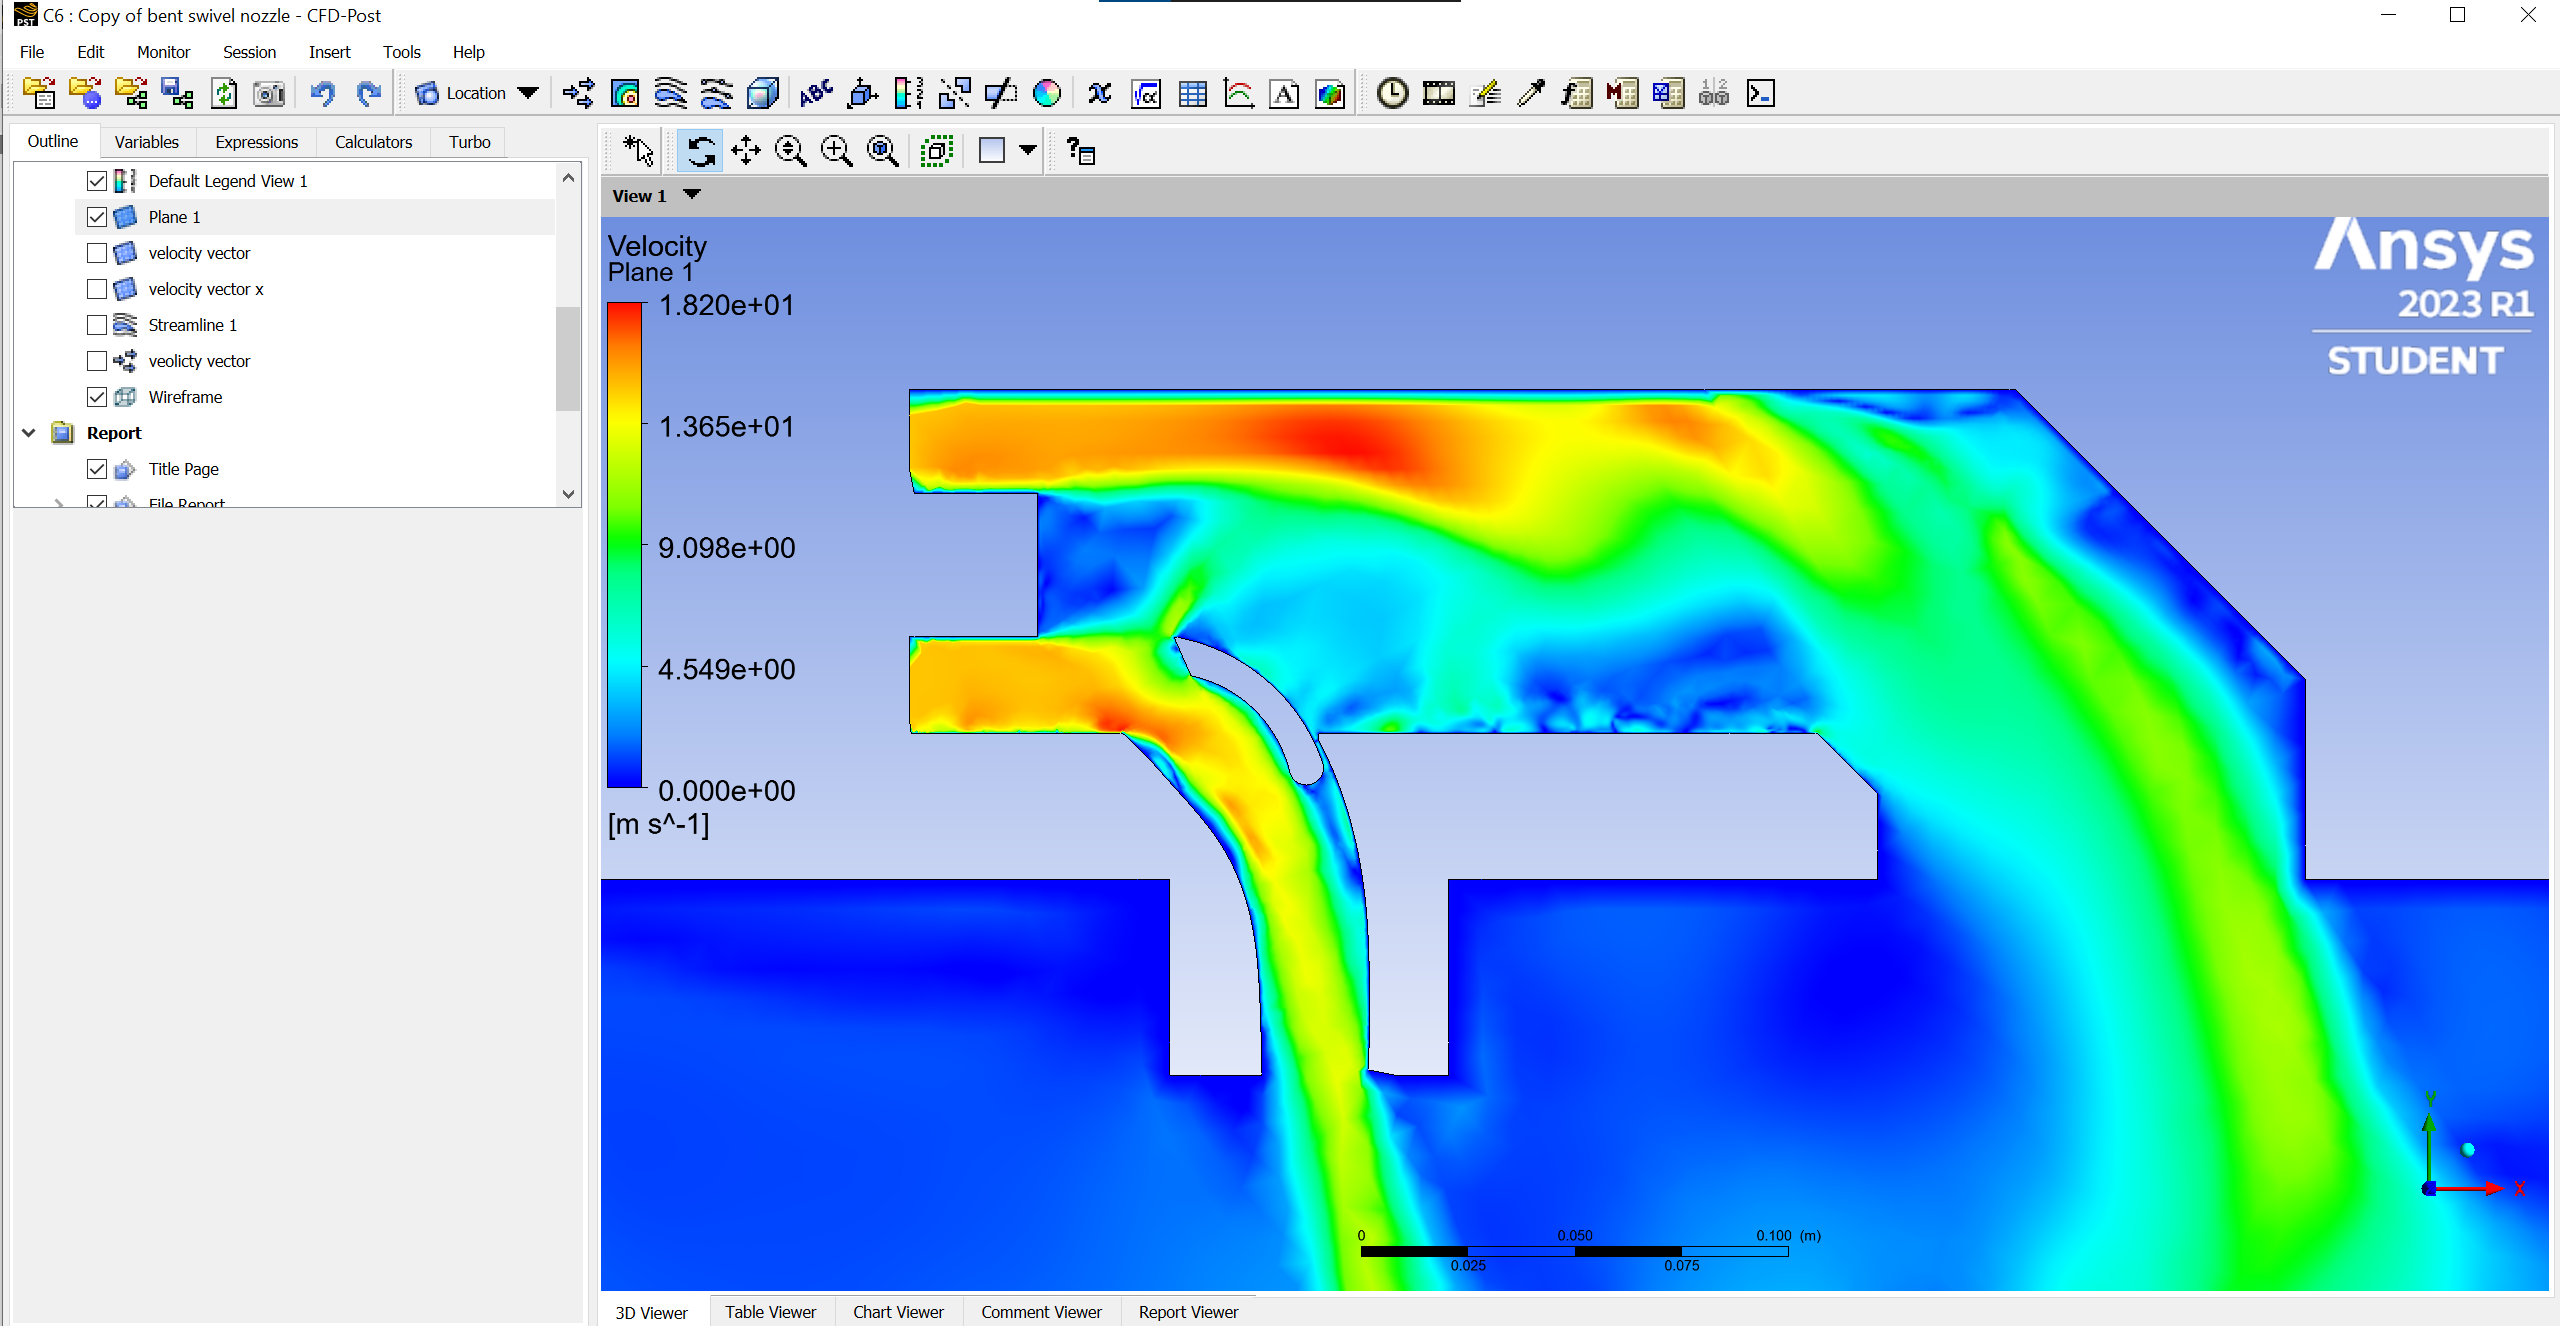 C6 : Copy of bent swivel nozzle - CFD-Post
File Edit Monitor Session Insert Tools Help
Location
Outline Variables Expressions Calculators Turbo
Default Legend View 1
Plane 1
velocity vector
velocity vector x
Streamline 1
veolicty vector
Wireframe
Report
Title Page
File Report
View 1
Velocity
Plane 1
1.820e+01
1.365e+01
9.098e+00
4.549e+00
0.000e+00
[m s^-1]
Ansys
2023 R1
STUDENT
Y
X
0 0.050 0.100 (m)
0.025 0.075
3D Viewer Table Viewer Chart Viewer Comment Viewer Report Viewer